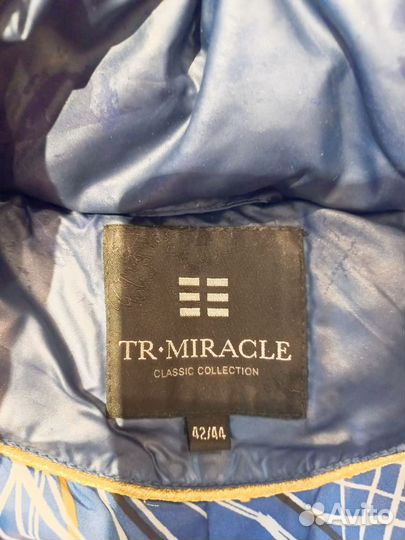 TR·MIRACLE
CLASSIC COLLECTION
42/44
Avito